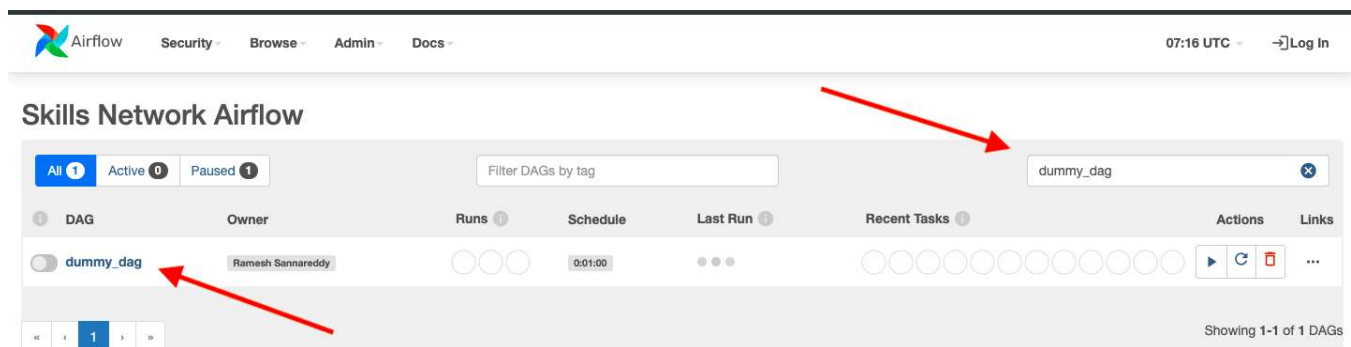 Airflow Security Browse Admin Docs 07:16 UTC Log In
Skills Network Airflow
All 1 Active 0 Paused 1 Filter DAGs by tag dummy_dag
DAG Owner Runs Schedule Last Run Recent Tasks Actions Links
dummy_dag Ramesh Sannareddy 0:01:00
« ‹ 1 › » Showing 1-1 of 1 DAGs